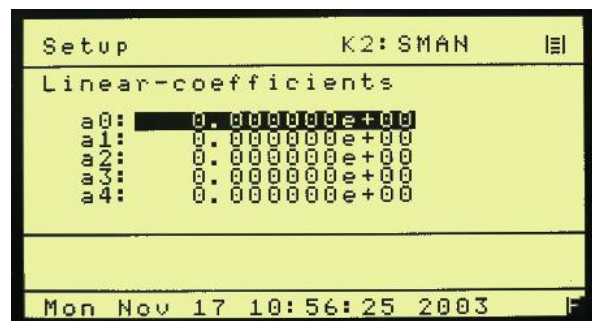 Setup K2:SMAN
Linear-coefficients
a0: 0.000000e+00
a1: 0.000000e+00
a2: 0.000000e+00
a3: 0.000000e+00
a4: 0.000000e+00
Mon Nov 17 10:56:25 2003 F